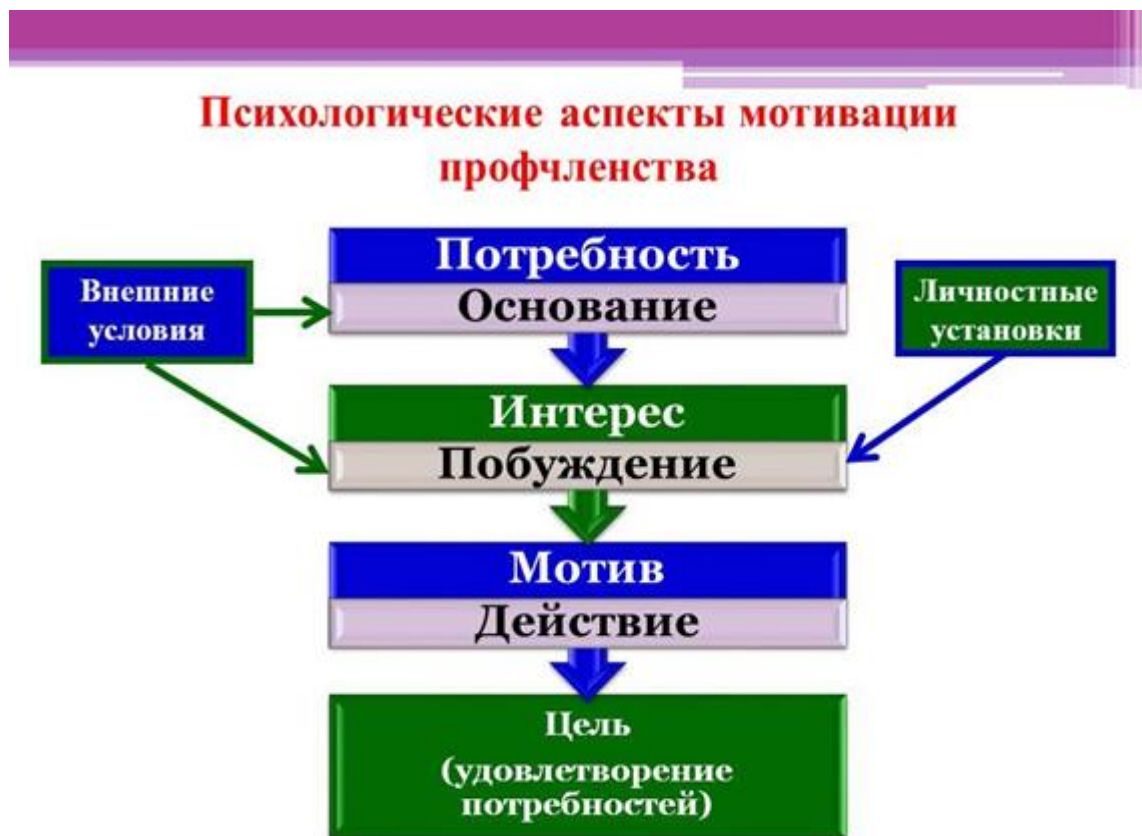 Психологические аспекты мотивации
профчленства
Потребность
Основание
Внешние
условия
Личностные
установки
Интерес
Побуждение
Мотив
Действие
Цель
(удовлетворение
потребностей)